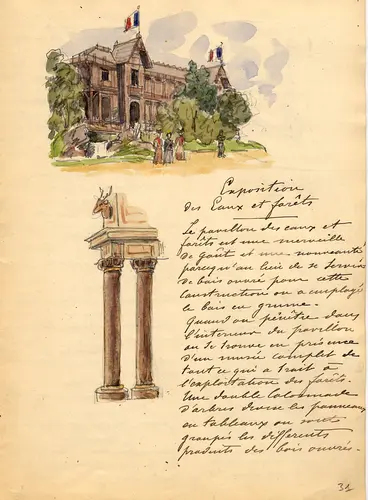 Exposition
des Eaux et forêts
Le pavillon des eaux et
forêts est une merveille
de goût et une nouveauté
parcequ'au lieu de se servir
de bois ouvré pour cette
construction on a employé
le bois en grume.
Quand on pénètre dans
l'intérieur du pavillon
on se trouve en présence
d'un musée complet de
tout ce qui a trait à
l'exploitation des forêts.
Une double colonnade
d'arbres divise les panneaux
ou tableaux ou sont
groupés les différents
produits des bois ouvrés.
31